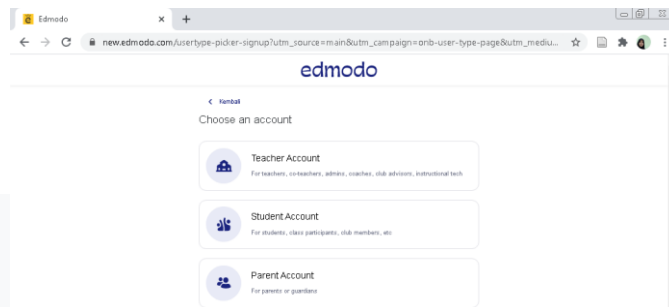 Edmodo
new.edmodo.com/usertype-picker-signup?utm_source=main&utm_campaign=onb-user-type-page&utm_mediu...
edmodo
Kembali
Choose an account
Teacher Account
For teachers, co-teachers, admins, coaches, club advisors, instructional tech
Student Account
For students, class participants, club members, etc
Parent Account
For parents or guardians